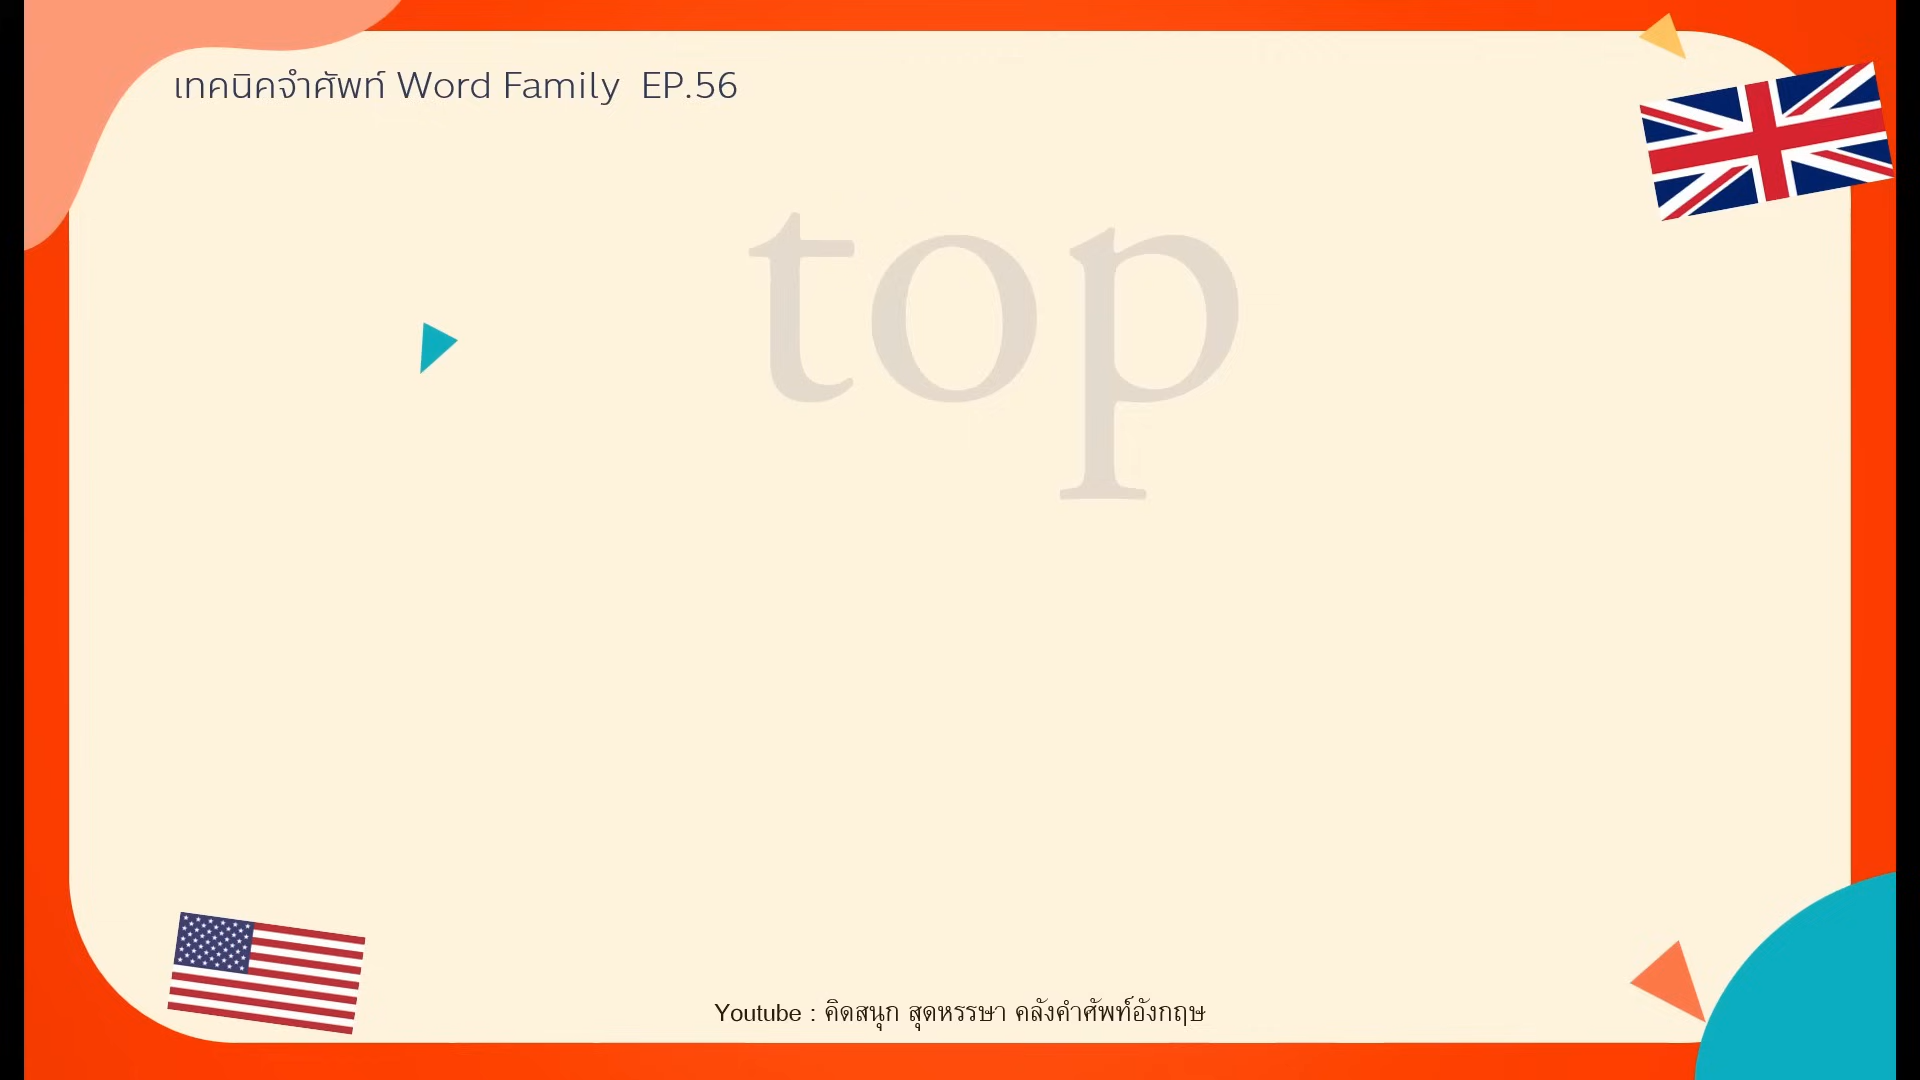 เทคนิคจำศัพท์ Word Family EP.56
top
Youtube : คิดสนุก สุดหรรษา คลังคำศัพท์อังกฤษ